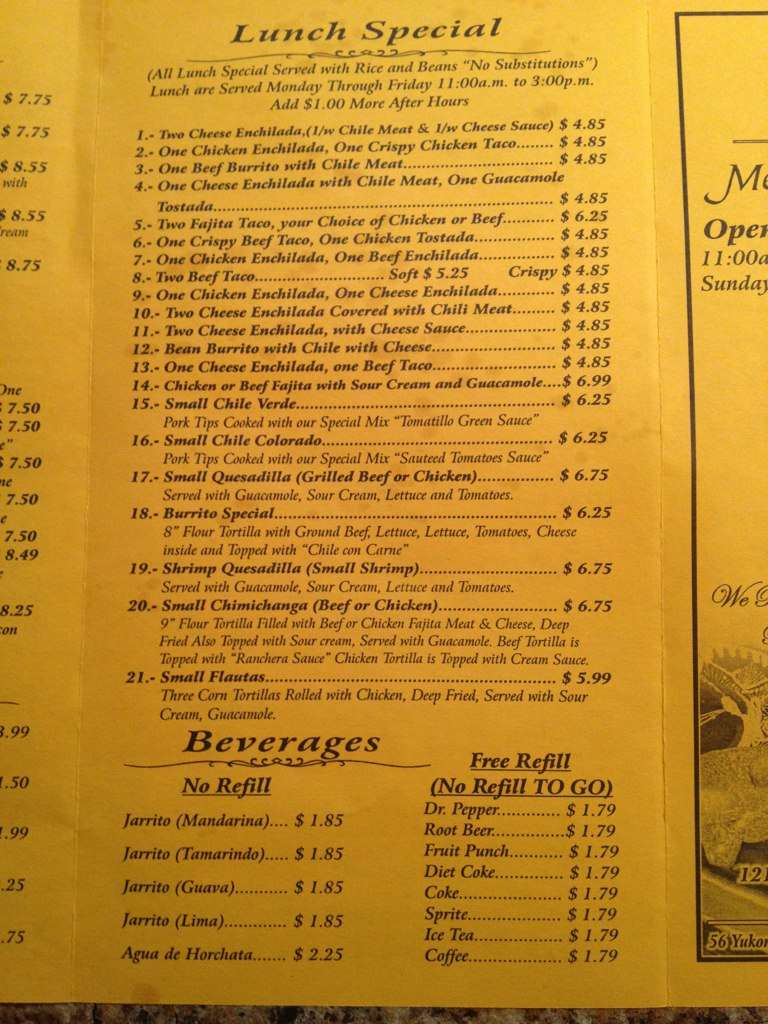 $ 7.75
$ 7.75
$ 8.55
with
$ 8.55
8.75
One
$ 7.50
$ 7.50
$ 7.50
7.50
7.50
8.49
8.25
Lunch Special
(All Lunch Special Served with Rice and Beans "No Substitutions")
Lunch are Served Monday Through Friday 11:00a.m. to 3:00p.m.
Add $1.00 More After Hours
1.- Two Cheese Enchilada,(1/w Chile Meat & 1/w Cheese Sauce) $ 4.85
2.- One Chicken Enchilada, One Crispy Chicken Taco........ $ 4.85
3.- One Beef Burrito with Chile Meat................................ $ 4.85
4.- One Cheese Enchilada with Chile Meat, One Guacamole
Tostada........................................................................ $ 4.85
5.- Two Fajita Taco, your Choice of Chicken or Beef........... $ 6.25
6.- One Crispy Beef Taco, One Chicken Tostada................. $ 4.85
7.- One Chicken Enchilada, One Beef Enchilada................ $ 4.85
8.- Two Beef Taco............................ Soft $ 5.25 Crispy $ 4.85
9.- One Chicken Enchilada, One Cheese Enchilada............ $ 4.85
10.- Two Cheese Enchilada Covered with Chili Meat......... $ 4.85
11.- Two Cheese Enchilada, with Cheese Sauce................... $ 4.85
12.- Bean Burrito with Chile with Cheese.......................... $ 4.85
13.- One Cheese Enchilada, one Beef Taco.......................... $ 4.85
14.- Chicken or Beef Fajita with Sour Cream and Guacamole....$ 6.99
15.- Small Chile Verde....................................................... $ 6.25
Pork Tips Cooked with our Special Mix "Tomatillo Green Sauce"
16.- Small Chile Colorado................................................. $ 6.25
Pork Tips Cooked with our Special Mix "Sauteed Tomatoes Sauce"
17.- Small Quesadilla (Grilled Beef or Chicken)................ $ 6.75
Served with Guacamole, Sour Cream, Lettuce and Tomatoes.
18.- Burrito Special............................................................ $ 6.25
8" Flour Tortilla with Ground Beef, Lettuce, Lettuce, Tomatoes, Cheese
inside and Topped with "Chile con Carne"
19.- Shrimp Quesadilla (Small Shrimp)............................. $ 6.75
Served with Guacamole, Sour Cream, Lettuce and Tomatoes.
20.- Small Chimichanga (Beef or Chicken)......................... $ 6.75
9" Flour Tortilla Filled with Beef or Chicken Fajita Meat & Cheese, Deep
Fried Also Topped with Sour cream, Served with Guacamole. Beef Tortilla is
Topped with "Ranchera Sauce" Chicken Tortilla is Topped with Cream Sauce.
21.- Small Flautas............................................................... $ 5.99
Three Corn Tortillas Rolled with Chicken, Deep Fried, Served with Sour
Cream, Guacamole.
Beverages
No Refill
Jarrito (Mandarina).... $ 1.85
Jarrito (Tamarindo)..... $ 1.85
Jarrito (Guava)........... $ 1.85
Jarrito (Lima)............. $ 1.85
Agua de Horchata....... $ 2.25
Free Refill
(No Refill TO GO)
Dr. Pepper............. $ 1.79
Root Beer..............$ 1.79
Fruit Punch........... $ 1.79
Diet Coke.............. $ 1.79
Coke...................... $ 1.79
Sprite.................... $ 1.79
Ice Tea................... $ 1.79
Coffee.................... $ 1.79
Open
11:00a
Sunday
We
121
56 Yukon